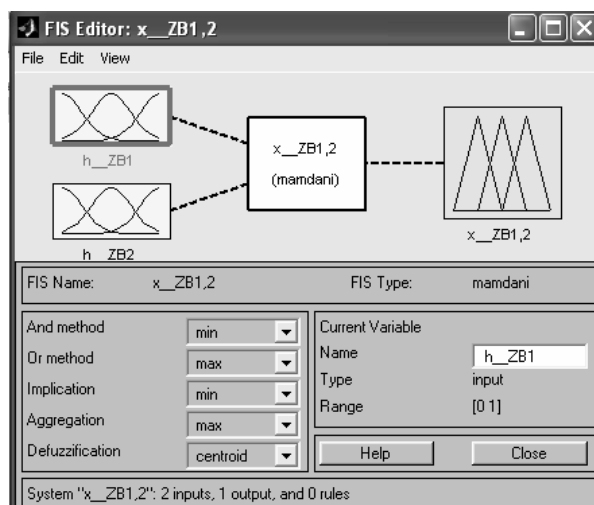 FIS Editor: x__ZB1,2
File Edit View
h__ZB1
x__ZB1,2
(mamdani)
h__ZB2
x__ZB1,2
FIS Name: x__ZB1,2 FIS Type: mamdani
And method min
Or method max
Implication min
Aggregation max
Defuzzification centroid
Current Variable
Name h__ZB1
Type input
Range [0 1]
Help Close
System "x__ZB1,2": 2 inputs, 1 output, and 0 rules